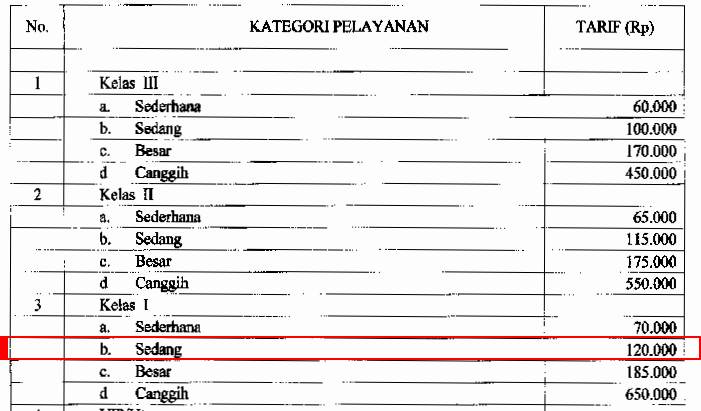 No. KATEGORI PELAYANAN TARIF (Rp)
1 Kelas III
a. Sederhana 60.000
b. Sedang 100.000
c. Besar 170.000
d Canggih 450.000
2 Kelas II
a. Sederhana 65.000
b. Sedang 115.000
c. Besar 175.000
d Canggih 550.000
3 Kelas I
a. Sederhana 70.000
b. Sedang 120.000
c. Besar 185.000
d Canggih 650.000